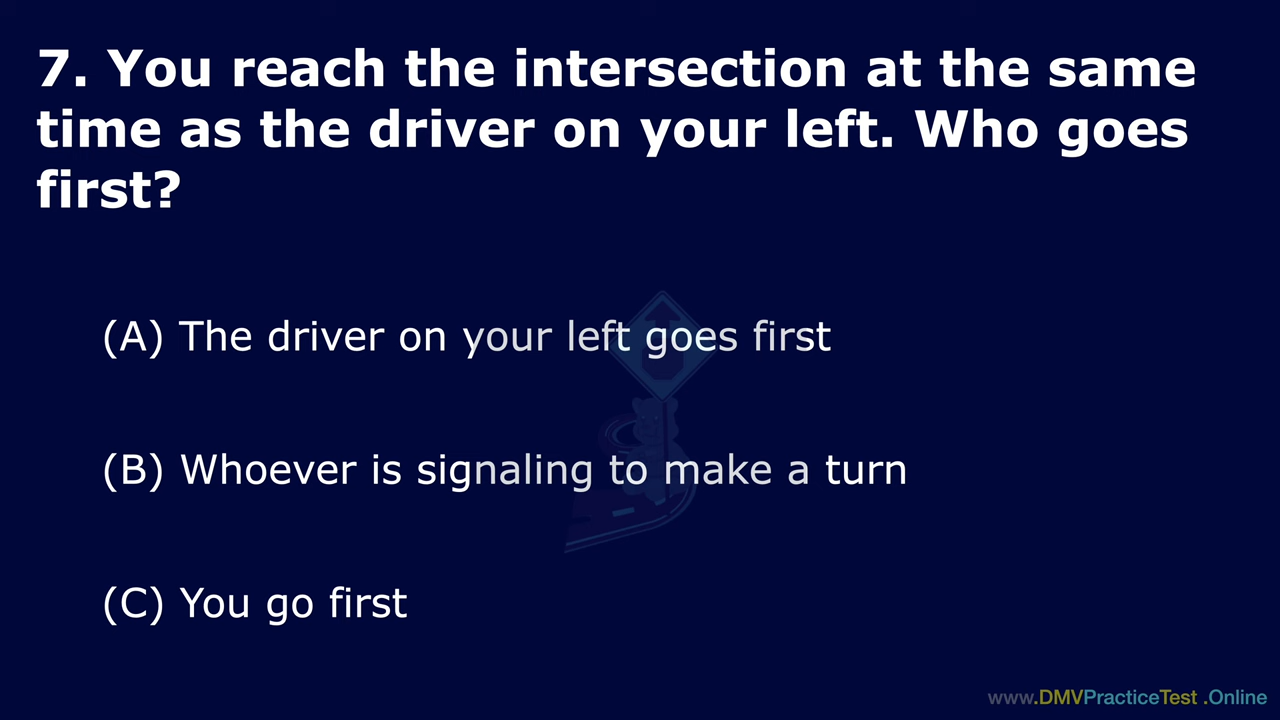 7. You reach the intersection at the same
time as the driver on your left. Who goes
first?
(A) The driver on your left goes first
(B) Whoever is signaling to make a turn
(C) You go first
www.DMVPracticeTest .Online